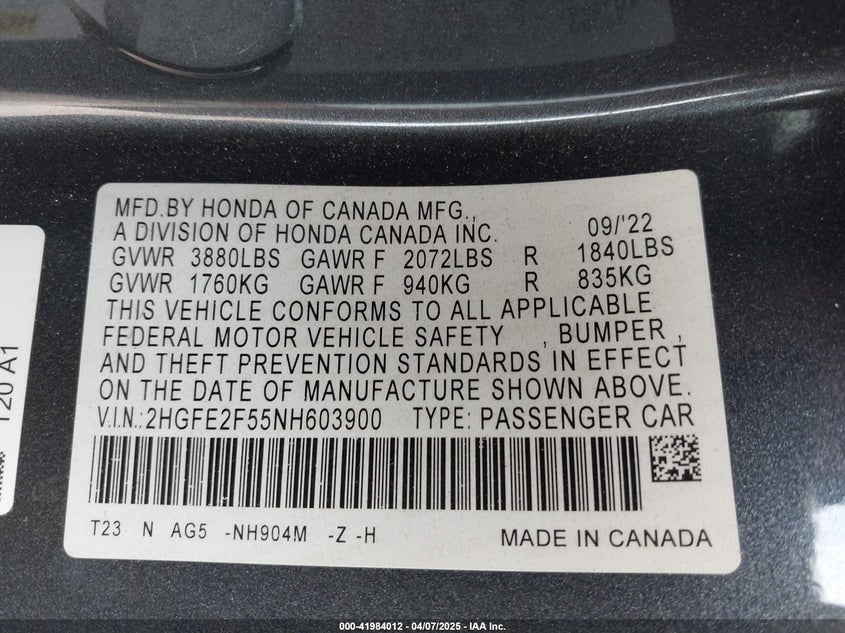 MFD.BY HONDA OF CANADA MFG.,
A DIVISION OF HONDA CANADA INC. 09/'22
GVWR 3880LBS GAWR F 2072LBS R 1840LBS
GVWR 1760KG GAWR F 940KG R 835KG
THIS VEHICLE CONFORMS TO ALL APPLICABLE
FEDERAL MOTOR VEHICLE SAFETY , BUMPER ,
AND THEFT PREVENTION STANDARDS IN EFFECT
ON THE DATE OF MANUFACTURE SHOWN ABOVE.
V.I.N.:2HGFE2F55NH603900 TYPE: PASSENGER CAR
T23 N AG5 -NH904M -Z -H MADE IN CANADA
T20 A1
000-41984012 - 04/07/2025 - IAA Inc.